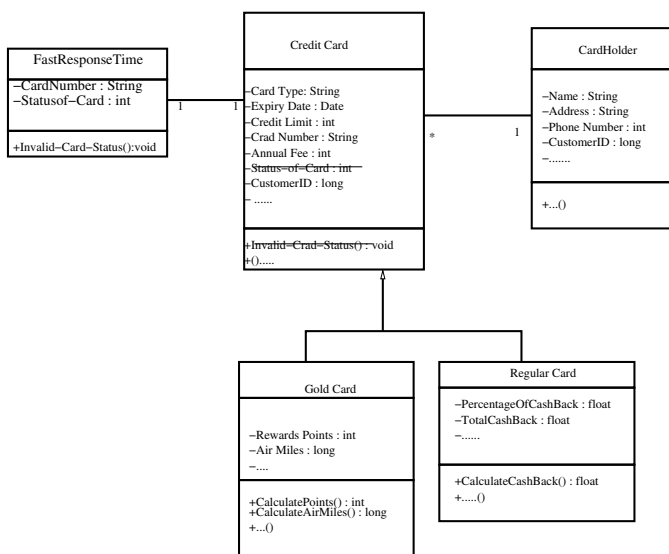 FastResponseTime
−CardNumber : String
−Statusof−Card : int
+Invalid−Card−Status():void
1
1
Credit Card
−Card Type: String
−Expiry Date : Date
−Credit Limit : int
−Crad Number : String
−Annual Fee : int
−Status−of−Card : int
−CustomerID : long
− ......
+Invalid−Crad−Status() : void
+().....
*
1
CardHolder
−Name : String
−Address : String
−Phone Number : int
−CustomerID : long
−.......
+...()
Gold Card
−Rewards Points : int
−Air Miles : long
−....
+CalculatePoints() : int
+CalculateAirMiles() : long
+...()
Regular Card
−PercentageOfCashBack : float
−TotalCashBack : float
−......
+CalculateCashBack() : float
+.....()